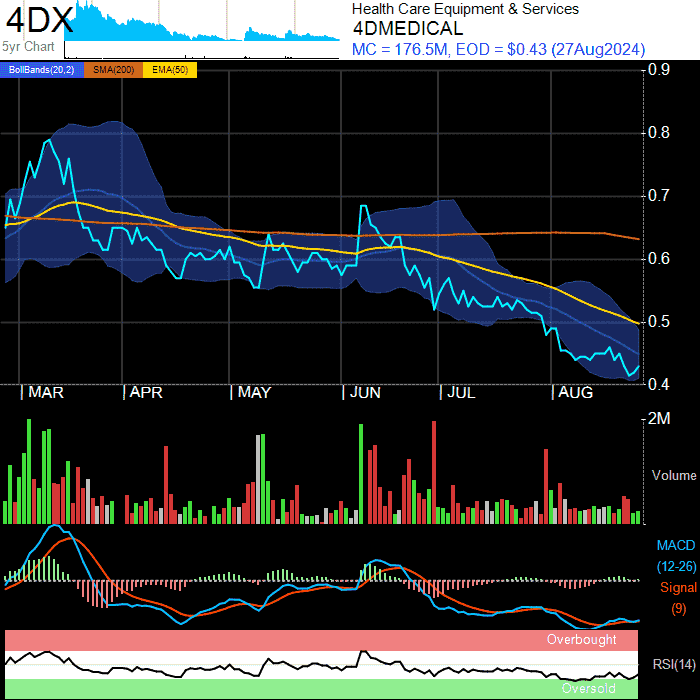 4DX
5yr Chart
Health Care Equipment & Services
4DMEDICAL
MC = 176.5M, EOD = $0.43 (27Aug2024)
BollBands(20,2) SMA(200) EMA(50)
0.9
0.8
0.7
0.6
0.5
0.4
MAR APR MAY JUN JUL AUG
2M
Volume
MACD
(12-26)
Signal
(9)
Overbought
RSI(14)
Oversold